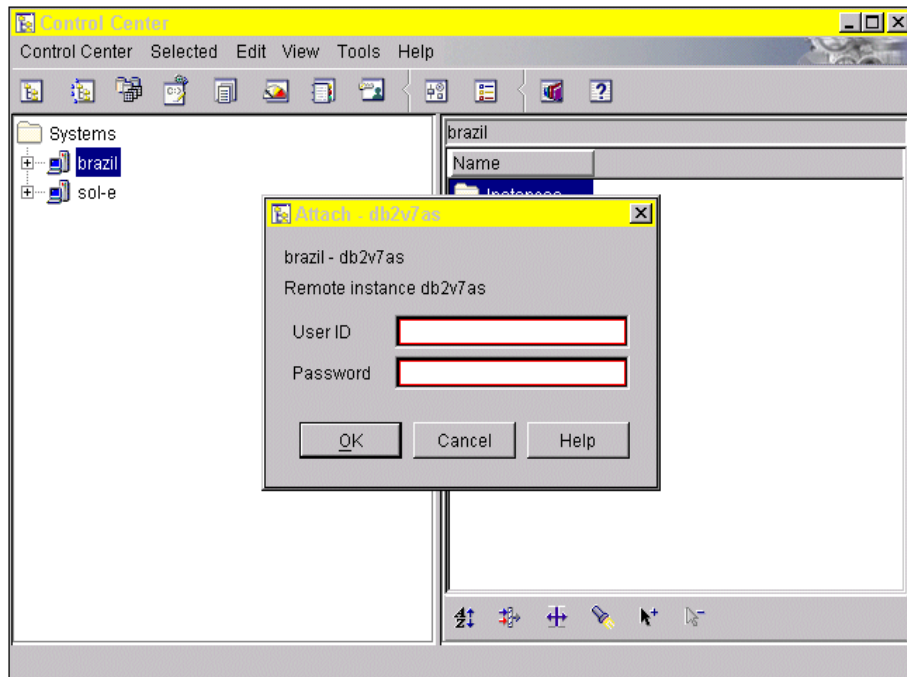 Control Center
Control Center Selected Edit View Tools Help
Systems
brazil
sol-e
brazil
Name
Instances
Attach - db2v7as
brazil - db2v7as
Remote instance db2v7as
User ID
Password
OK Cancel Help